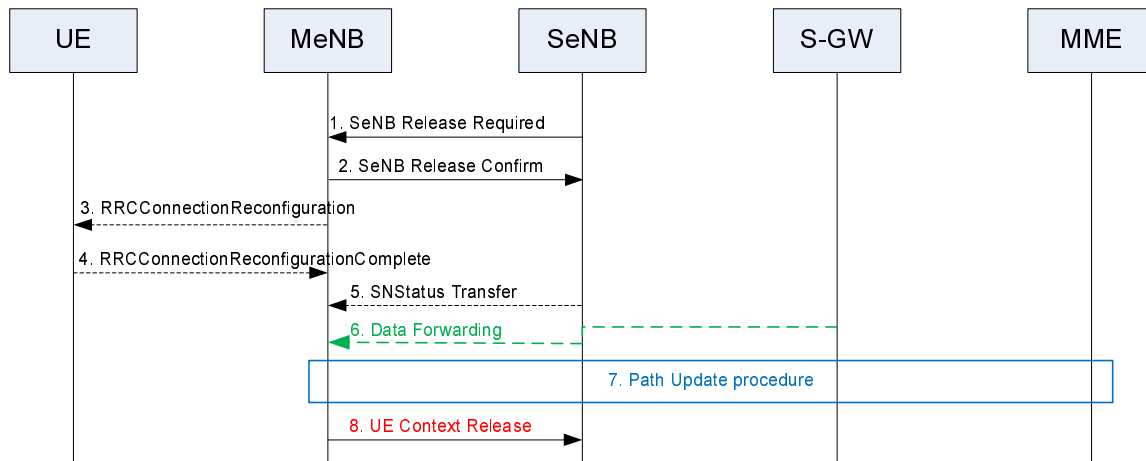 UE
MeNB
SeNB
S-GW
MME
1. SeNB Release Required
2. SeNB Release Confirm
3. RRCConnectionReconfiguration
4. RRCConnectionReconfigurationComplete
5. SNStatus Transfer
6. Data Forwarding
7. Path Update procedure
8. UE Context Release